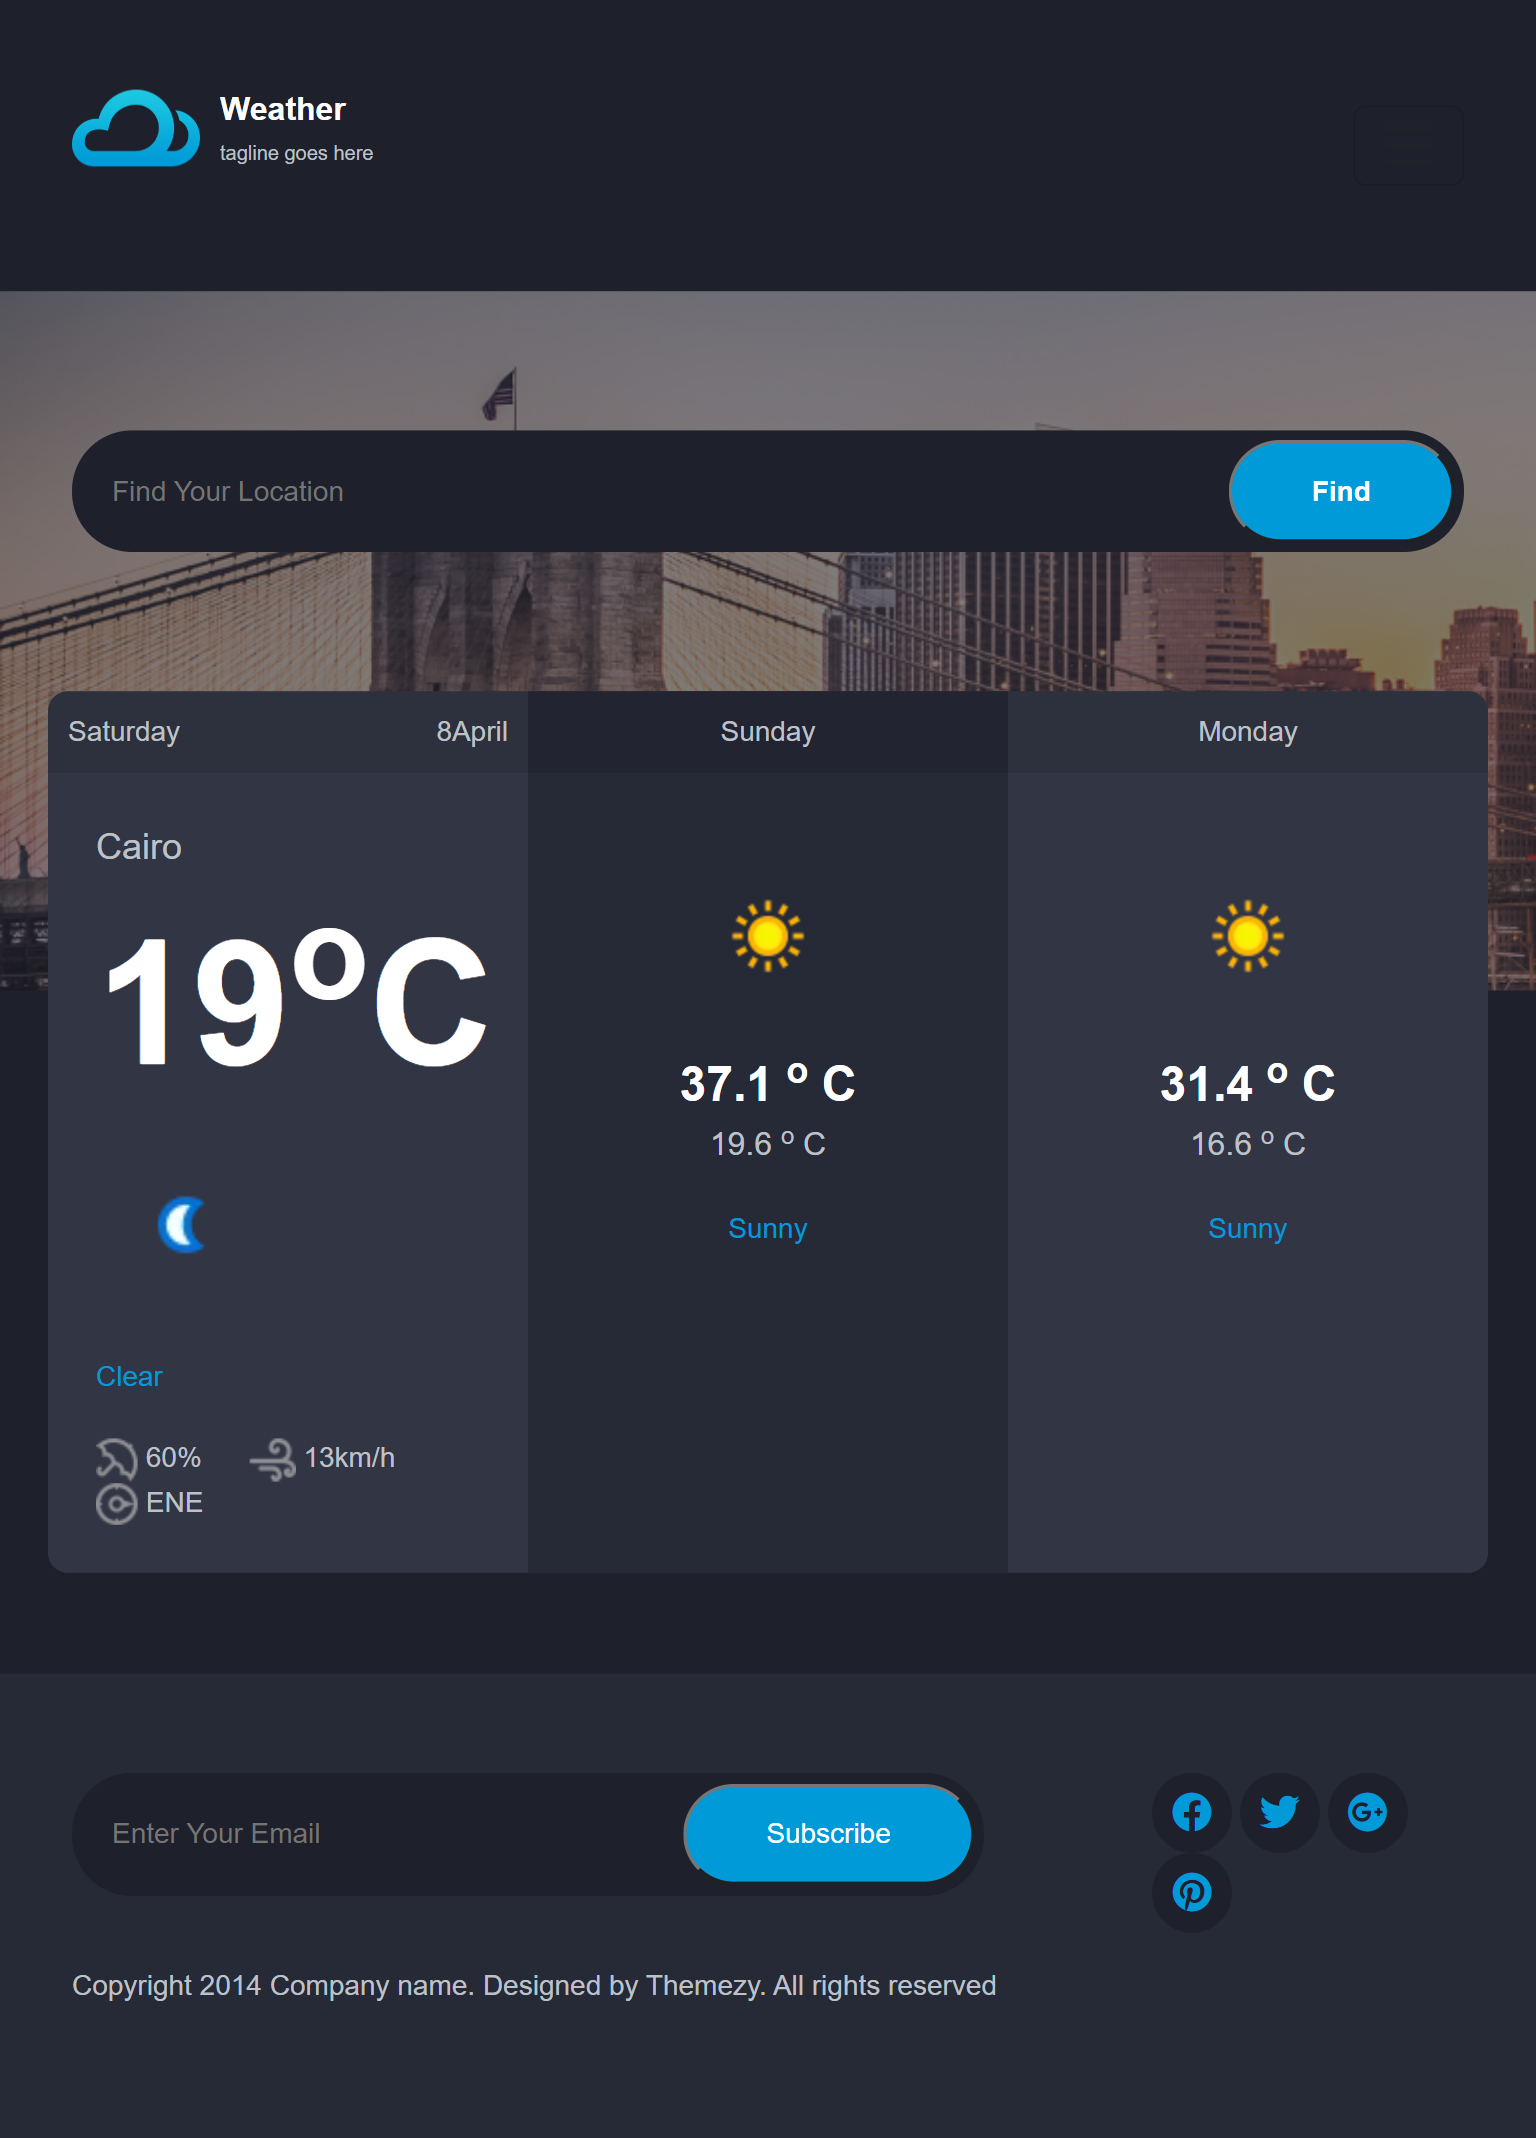 Weather
tagline goes here
Find Your Location
Find
Saturday
8April
Sunday
Monday
Cairo
19°C
37.1 ° C
19.6 ° C
Sunny
31.4 ° C
16.6 ° C
Sunny
Clear
60%
13km/h
ENE
Enter Your Email
Subscribe
Copyright 2014 Company name. Designed by Themezy. All rights reserved